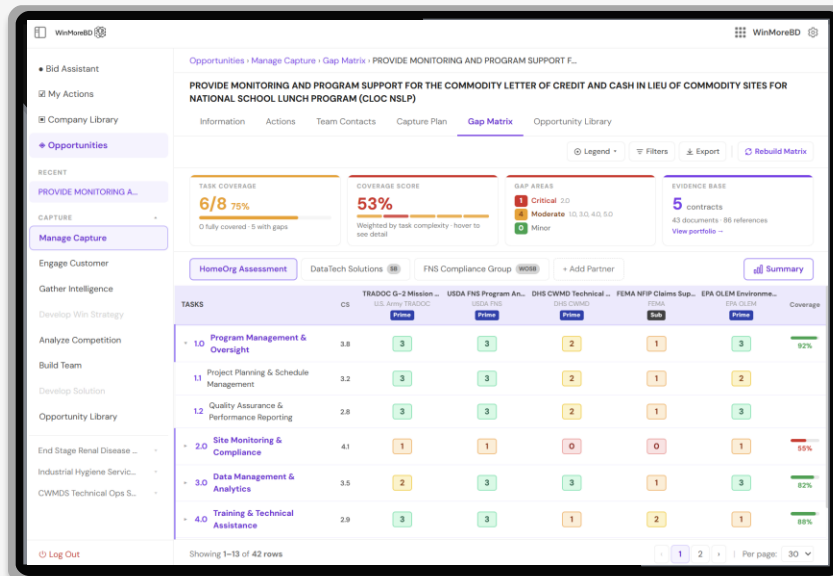 WinMoreBD
WinMoreBD
Bid Assistant
My Actions
Company Library
Opportunities
RECENT
PROVIDE MONITORING A...
CAPTURE
Manage Capture
Engage Customer
Gather Intelligence
Develop Win Strategy
Analyze Competition
Build Team
Develop Solution
Opportunity Library
End Stage Renal Disease ...
Industrial Hygiene Servic...
CWMDS Technical Ops S...
Log Out
Opportunities › Manage Capture › Gap Matrix › PROVIDE MONITORING AND PROGRAM SUPPORT F...
PROVIDE MONITORING AND PROGRAM SUPPORT FOR THE COMMODITY LETTER OF CREDIT AND CASH IN LIEU OF COMMODITY SITES FOR
NATIONAL SCHOOL LUNCH PROGRAM (CLOC NSLP)
Information Actions Team Contacts Capture Plan Gap Matrix Opportunity Library
Legend Filters Export Rebuild Matrix
TASK COVERAGE
6/8 75%
0 fully covered · 5 with gaps
COVERAGE SCORE
53%
Weighted by task complexity · hover to
see detail
GAP AREAS
1 Critical 2.0
4 Moderate 1.0, 3.0, 4.0, 5.0
0 Minor
EVIDENCE BASE
5 contracts
43 documents · 86 references
View portfolio →
HomeOrg Assessment DataTech Solutions SB FNS Compliance Group WOSB + Add Partner Summary
TASKS CS TRADOC G-2 Mission ... USDA FNS Program An... DHS CWMD Technical ... FEMA NFIP Claims Sup... EPA OLEM Environme... Coverage
U.S. Army TRADOC USDA FNS DHS CWMD FEMA EPA OLEM
Prime Prime Prime Sub Prime
1.0 Program Management &
Oversight 3.8 3 3 2 1 3 92%
1.1 Project Planning & Schedule
Management 3.2 3 3 2 1 2
1.2 Quality Assurance &
Performance Reporting 2.8 3 3 2 1 3
2.0 Site Monitoring &
Compliance 4.1 1 1 0 0 1 55%
3.0 Data Management &
Analytics 3.5 2 3 3 1 3 82%
4.0 Training & Technical
Assistance 2.9 3 3 1 2 1 88%
Showing 1–13 of 42 rows
‹ 1 2 › Per page: 30